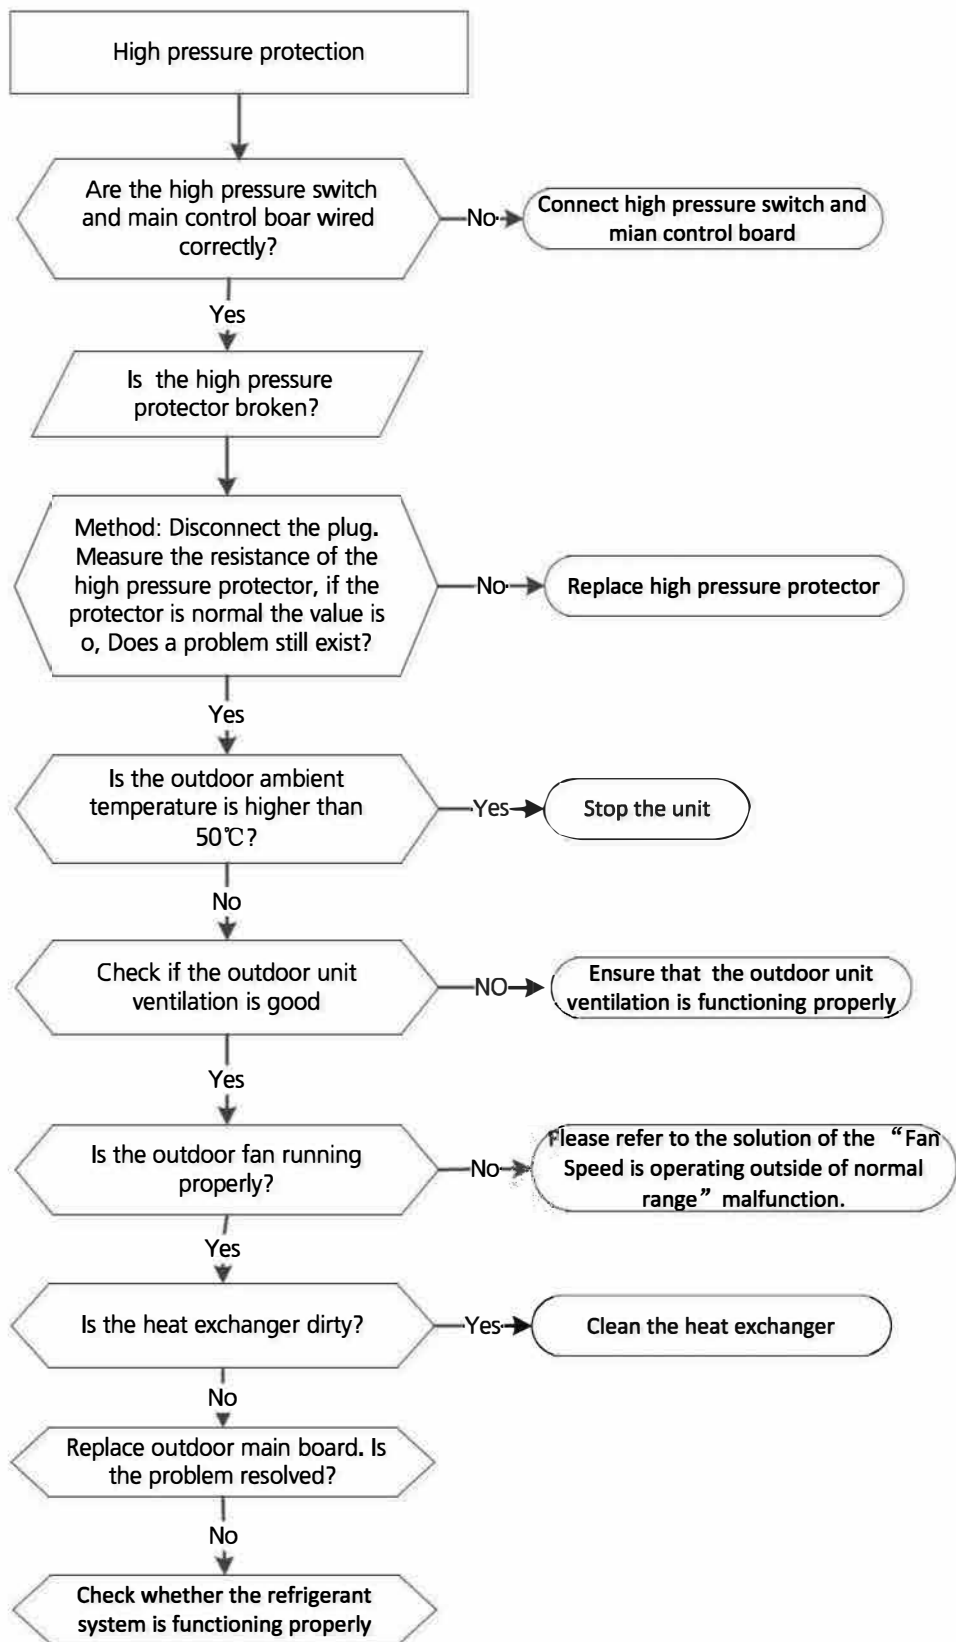 High pressure protection
Are the high pressure switch
and main control boar wired
correctly?
No
Connect high pressure switch and
mian control board
Yes
Is the high pressure
protector broken?
Method: Disconnect the plug.
Measure the resistance of the
high pressure protector, if the
protector is normal the value is
o, Does a problem still exist?
No
Replace high pressure protector
Yes
Is the outdoor ambient
temperature is higher than
50℃?
Yes
Stop the unit
No
Check if the outdoor unit
ventilation is good
NO
Ensure that the outdoor unit
ventilation is functioning properly
Yes
Is the outdoor fan running
properly?
No
Please refer to the solution of the “Fan
Speed is operating outside of normal
range” malfunction.
Yes
Is the heat exchanger dirty?
Yes
Clean the heat exchanger
No
Replace outdoor main board. Is
the problem resolved?
No
Check whether the refrigerant
system is functioning properly